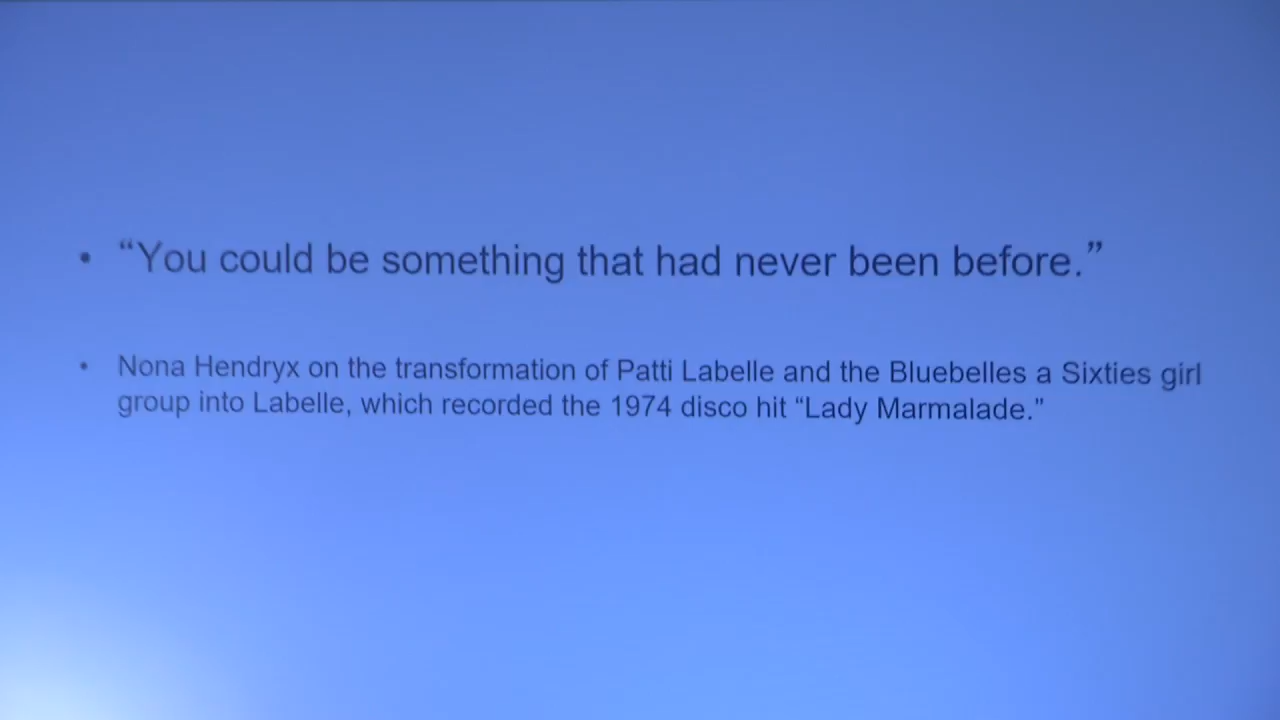 • “You could be something that had never been before.”
• Nona Hendryx on the transformation of Patti Labelle and the Bluebelles a Sixties girl
group into Labelle, which recorded the 1974 disco hit “Lady Marmalade.”